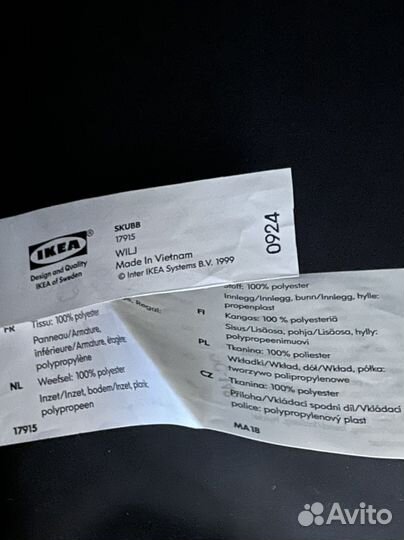 IKEA®
Design and Quality
IKEA of Sweden
SKUBB
17915
WILJ
Made In Vietnam
© Inter IKEA Systems B.V. 1999
0924
Regal:
FR Tissu: 100% polyester
Panneau/Armature,
inférieure/Armature, étagère:
polypropylène
NL Weefsel: 100% polyester
Inzet/Inzet, bodem/Inzet, plank:
polypropeen
17915
Stoff: 100% polyester
Innlegg/Innlegg, bunn/Innlegg, hylle:
propenplast
FI Kangas: 100 % polyesteriä
Sisus/Lisäosa, pohja/Lisäosa, hylly:
polypropeenimuovi
PL Tkanina: 100% poliester
Wkładki/Wkład, dół/Wkład, półka:
tworzywo polipropylenowe
CZ Tkanina: 100% polyester
Příloha/Vkládací spodní díl/Vkládací
police: polypropylenový plast
MA18
Avito